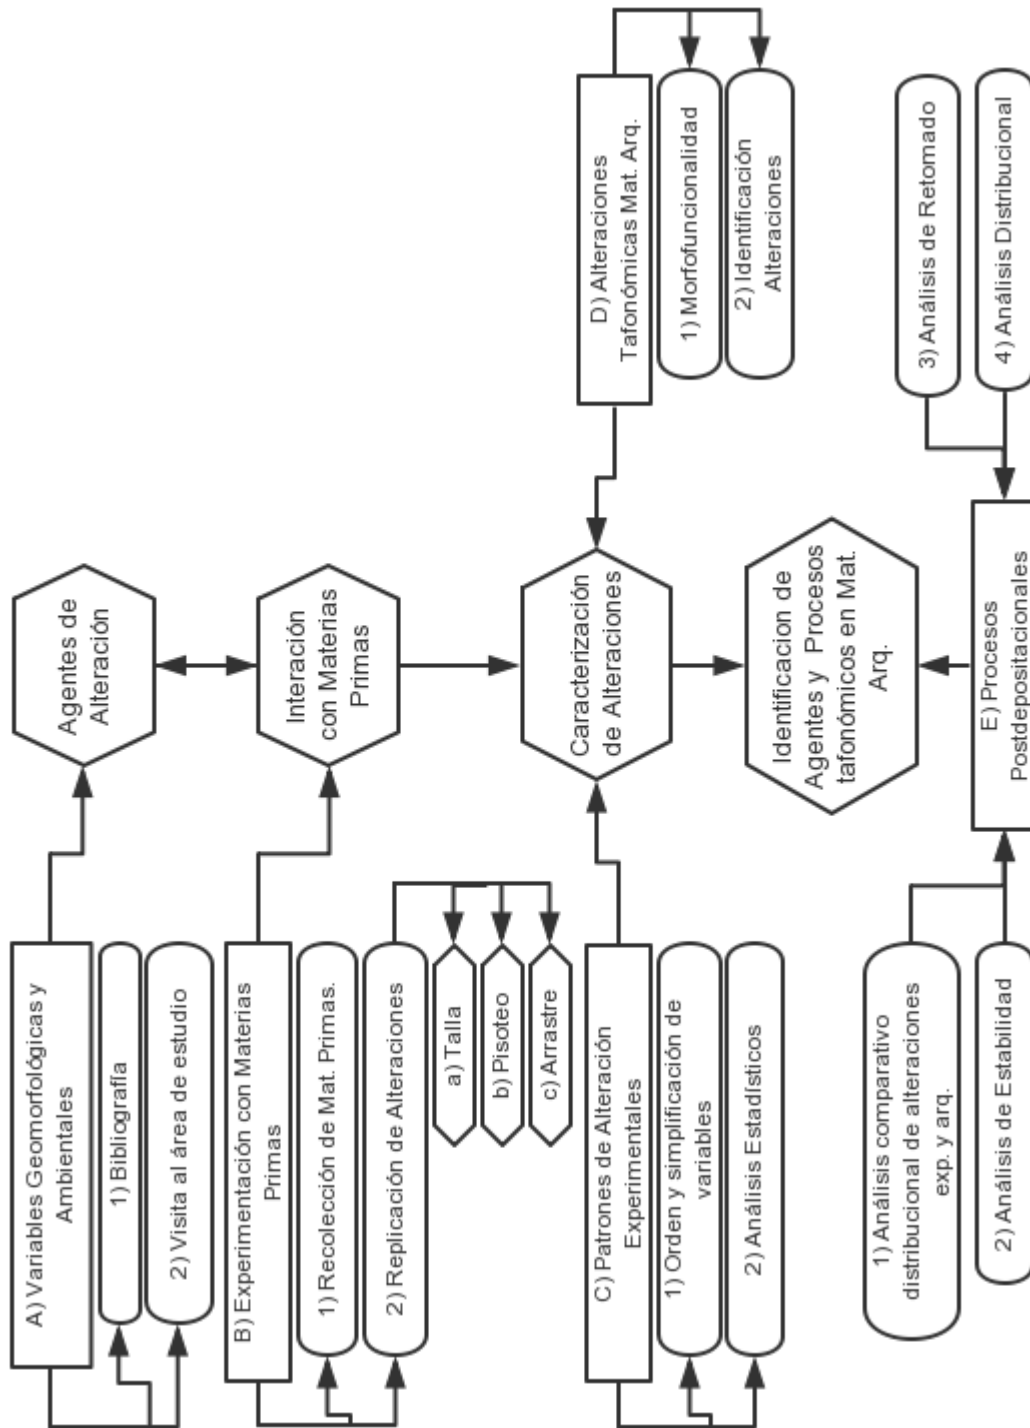 A) Variables Geomorfológicas y
Ambientales
1) Bibliografía
2) Visita al área de estudio
Agentes de
Alteración
B) Experimentación con Materias
Primas
1) Recolección de Mat. Primas.
2) Replicación de Alteraciones
a) Talla
b) Pisoteo
c) Arrastre
Interación
con Materias
Primas
C) Patrones de Alteración
Experimentales
1) Orden y simplificación de
variables
2) Análisis Estadísticos
Caracterización
de Alteraciones
D) Alteraciones
Tafonómicas Mat. Arq.
1) Morfofuncionalidad
2) Identificación
Alteraciones
Identificacion de
Agentes y Procesos
tafonómicos en Mat.
Arq.
1) Análisis comparativo
distribucional de alteraciones
exp. y arq.
2) Análisis de Estabilidad
E) Procesos
Postdepositacionales
3) Análisis de Retomado
4) Análisis Distribucional